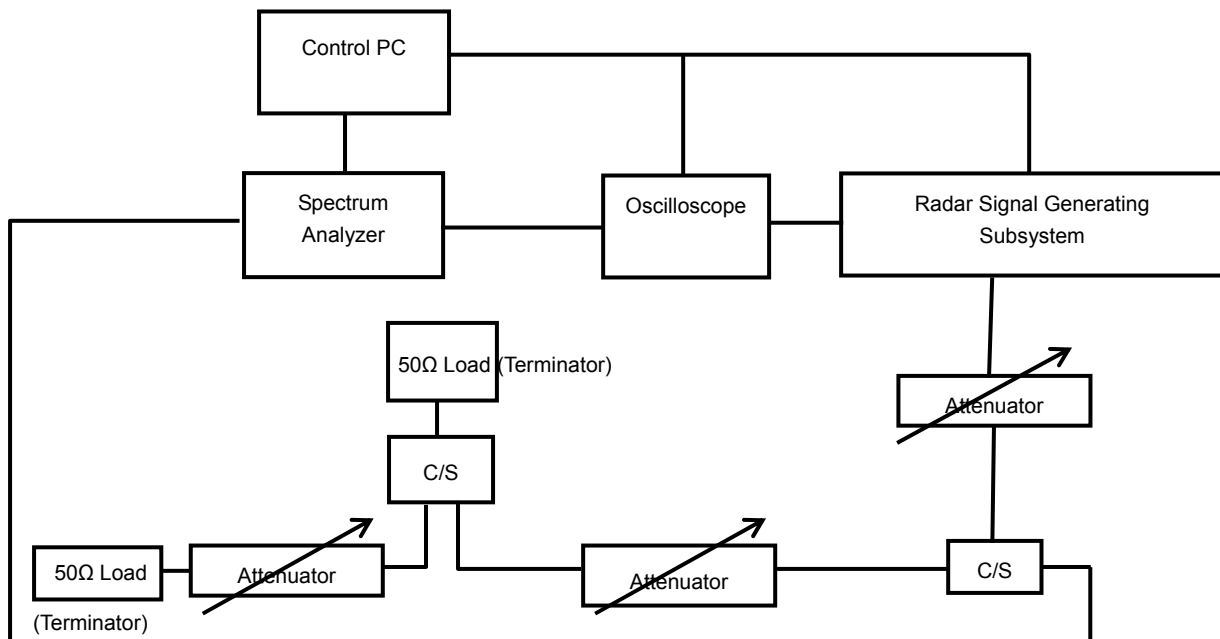 Control PC
Spectrum
Analyzer
Oscilloscope
Radar Signal Generating
Subsystem
50Ω Load (Terminator)
Attenuator
C/S
50Ω Load
(Terminator)
Attenuator
Attenuator
C/S